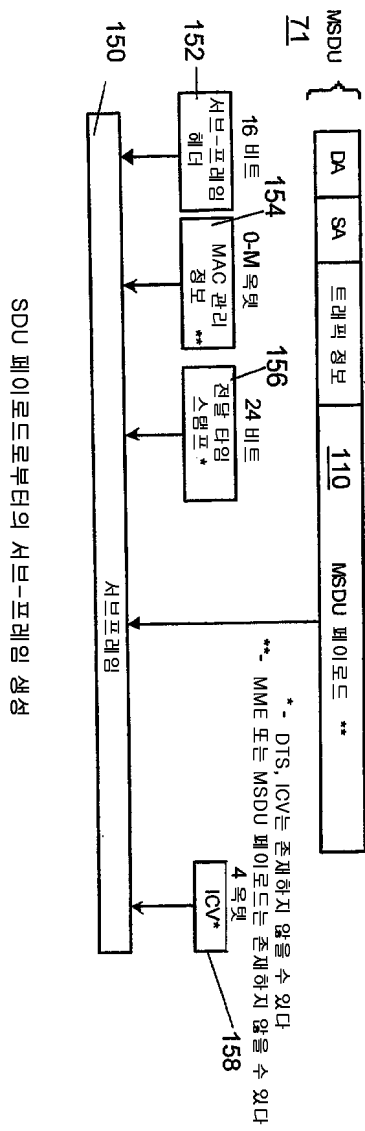 MSDU
71
DA
SA
트래픽 정보
110
MSDU 페이로드 **
* - DTS, ICV는 존재하지 않을 수 있다
**- MME 또는 MSDU 페이로드는 존재하지 않을 수 있다
152
16 비트
서브-프레임
헤더
154
0-M 옥텟
MAC 관리
정보 **
156
24 비트
전달 타임
스탬프 *
4 옥텟
ICV*
158
150
서브프레임
SDU 페이로드로부터의 서브-프레임 생성